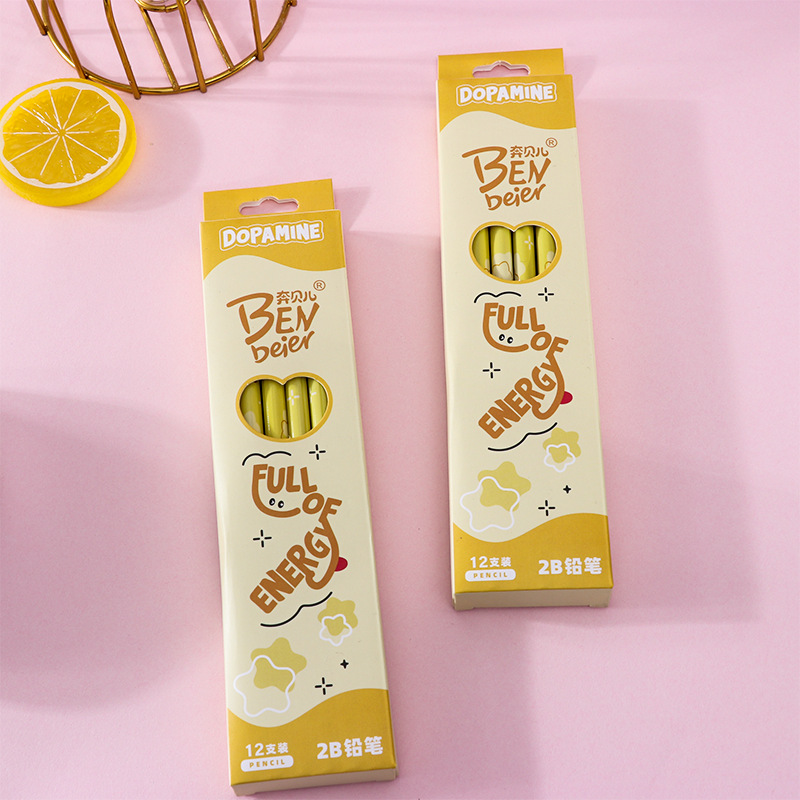 DOPAMINE
奔贝儿®
BEN
beier
FULL
OF
ENERGY
12支装
PENCIL
2B铅笔
DOPAMINE
奔贝儿®
BEN
beier
FULL
OF
ENERGY
12支装
PENCIL
2B铅笔